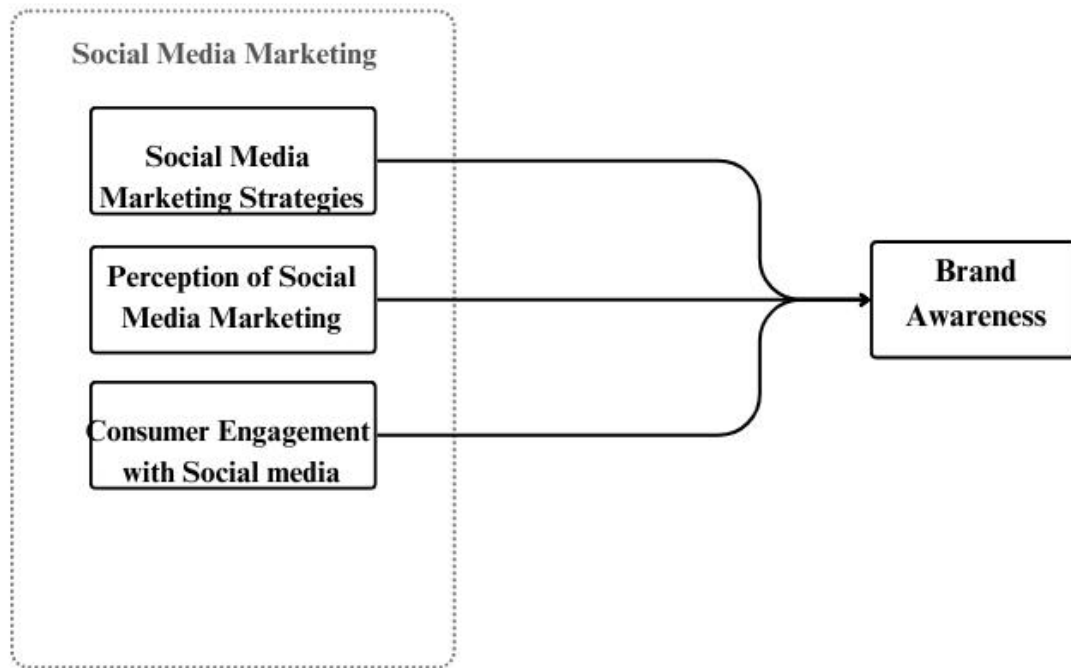 Social Media Marketing
Social Media
Marketing Strategies
Perception of Social
Media Marketing
Consumer Engagement
with Social media
Brand
Awareness